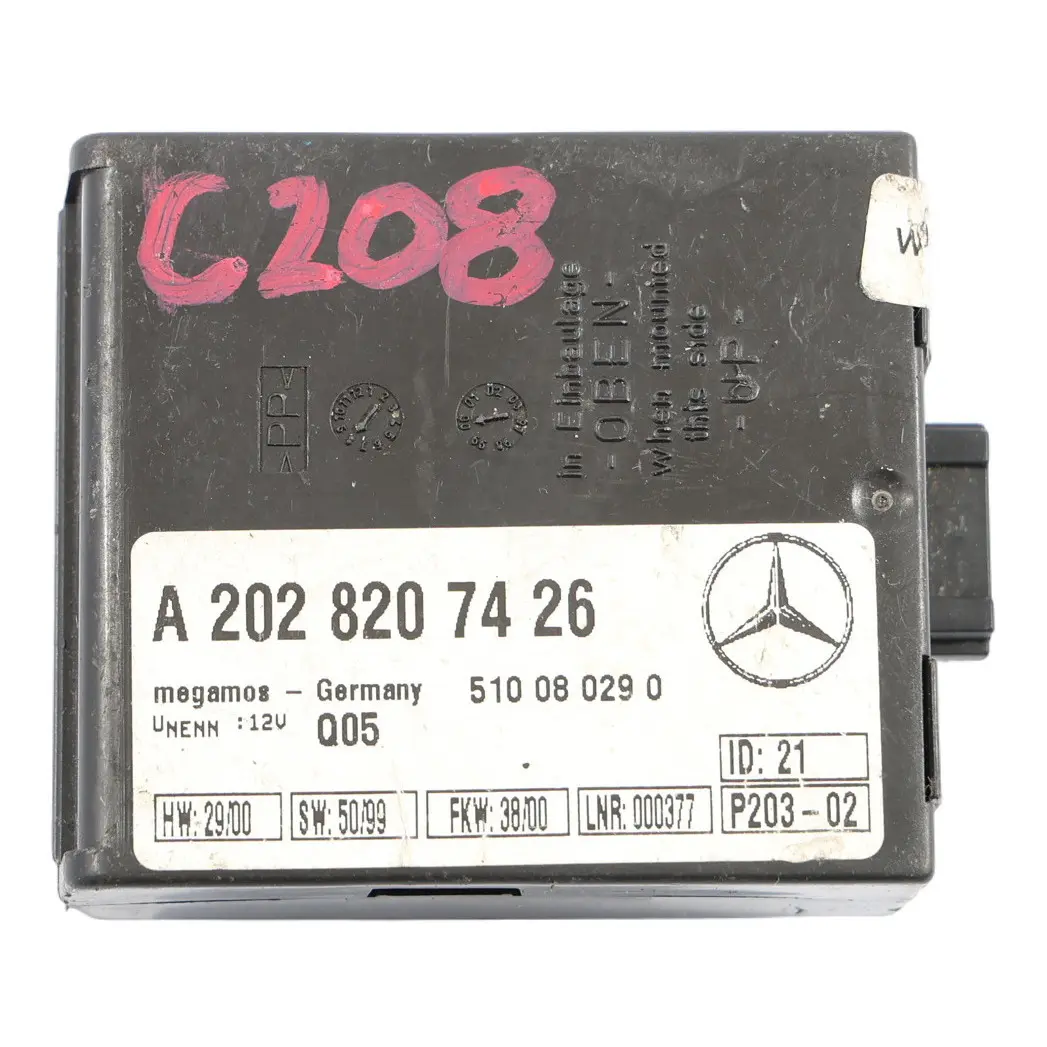 C208
in Einbaulage
-OBEN-
when mounted
this side
-uP-
>PP<
A 202 820 74 26
megamos - Germany 510 08 029 0
UNENN :12V Q05
ID: 21
HW: 29/00 SW: 50/99 FKW: 38/00 LNR: 000377 P203-02